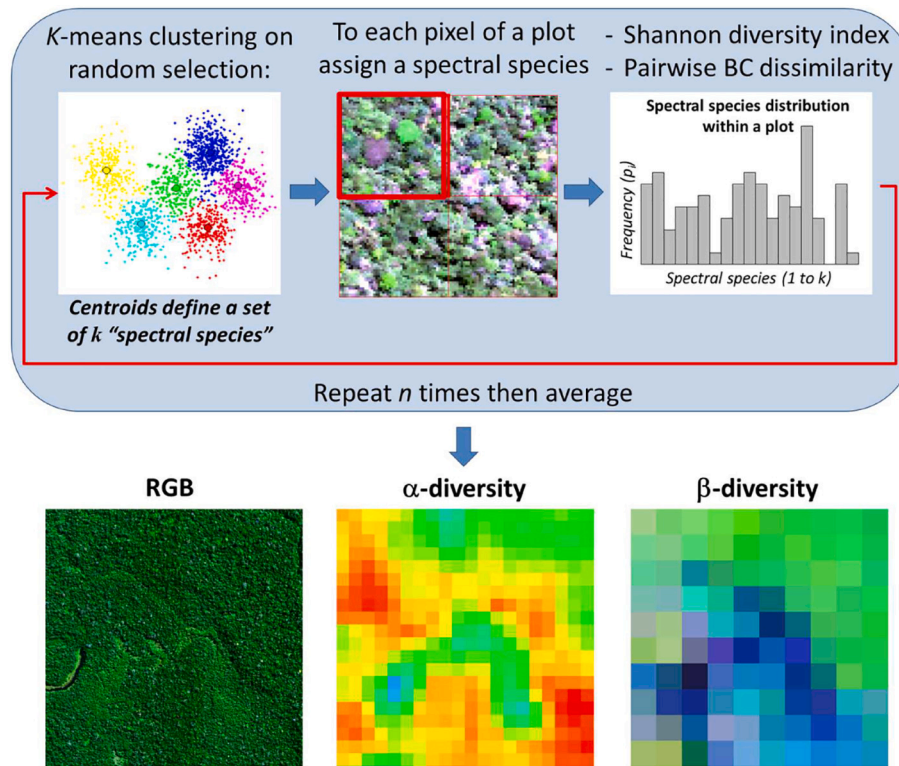 K-means clustering on
random selection:
Centroids define a set
of k “spectral species”
To each pixel of a plot
assign a spectral species
- Shannon diversity index
- Pairwise BC dissimilarity
Spectral species distribution
within a plot
Frequency (pi)
Spectral species (1 to k)
Repeat n times then average
RGB
α-diversity
β-diversity